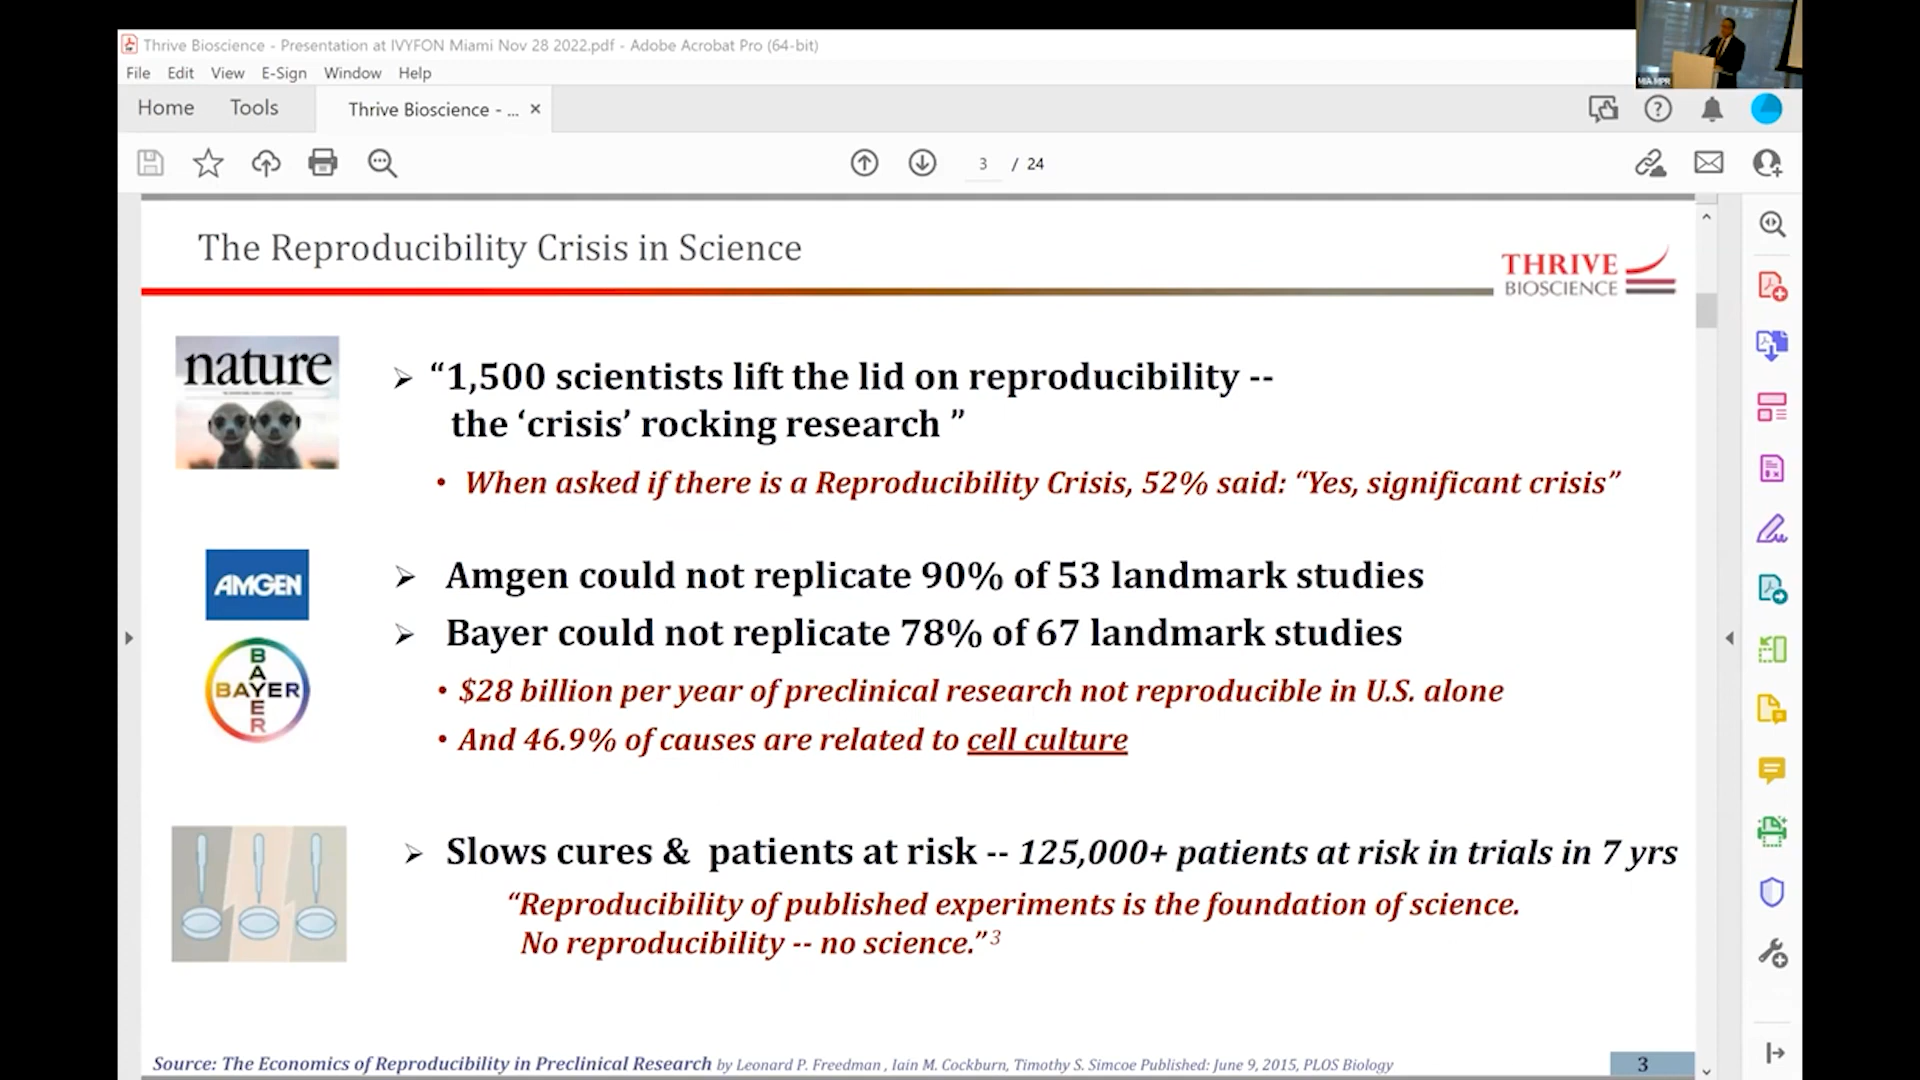 Thrive Bioscience - Presentation at IVYFON Miami Nov 28 2022.pdf - Adobe Acrobat Pro (64-bit)
File Edit View E-Sign Window Help
Home Tools Thrive Bioscience - ... ×
3 / 24
The Reproducibility Crisis in Science
THRIVE
BIOSCIENCE
nature
➢ “1,500 scientists lift the lid on reproducibility --
the ‘crisis’ rocking research ”
• When asked if there is a Reproducibility Crisis, 52% said: “Yes, significant crisis”
AMGEN
➢ Amgen could not replicate 90% of 53 landmark studies
➢ Bayer could not replicate 78% of 67 landmark studies
BAYER
BAYER
• $28 billion per year of preclinical research not reproducible in U.S. alone
• And 46.9% of causes are related to cell culture
➢ Slows cures & patients at risk -- 125,000+ patients at risk in trials in 7 yrs
“Reproducibility of published experiments is the foundation of science.
No reproducibility -- no science.” 3
Source: The Economics of Reproducibility in Preclinical Research by Leonard P. Freedman , Iain M. Cockburn, Timothy S. Simcoe Published: June 9, 2015, PLOS Biology
3